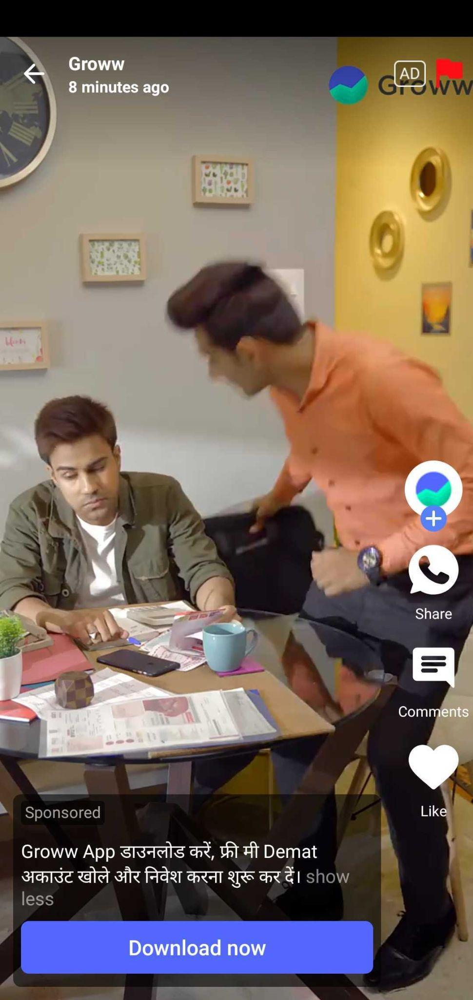 Groww
8 minutes ago
Groww
AD
bloom
Share
Comments
Like
Sponsored
Groww App डाउनलोड करें, फ्री मी Demat
अकाउंट खोले और निवेश करना शुरू कर दें। show
less
Download now